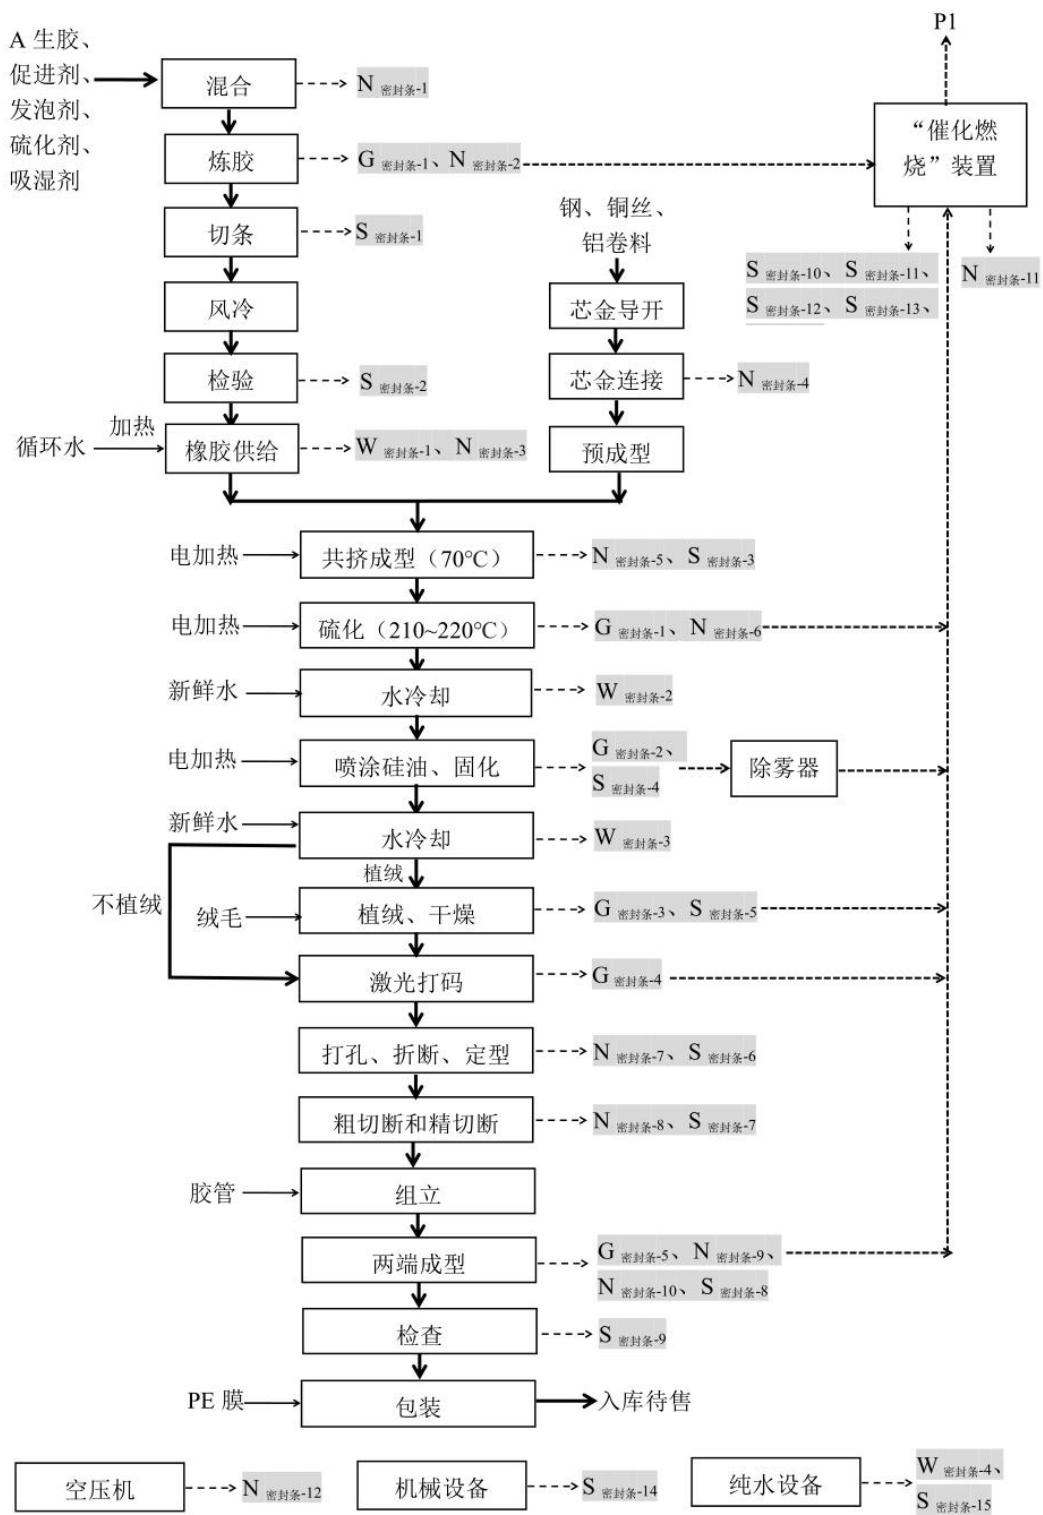 P1
A 生胶、
促进剂、
发泡剂、
硫化剂、
吸湿剂
混合
N 密封条-1
“催化燃
烧”装置
炼胶
G 密封条-1、N 密封条-2
切条
S 密封条-1
钢、铜丝、
铝卷料
S 密封条-10、S 密封条-11、
S 密封条-12、S 密封条-13、
N 密封条-11
风冷
芯金导开
检验
S 密封条-2
芯金连接
N 密封条-4
循环水
加热
橡胶供给
W 密封条-1、N 密封条-3
预成型
电加热
共挤成型（70℃）
N 密封条-5、S 密封条-3
电加热
硫化（210~220℃）
G 密封条-1、N 密封条-6
新鲜水
水冷却
W 密封条-2
电加热
喷涂硅油、固化
G 密封条-2、
S 密封条-4
除雾器
新鲜水
水冷却
W 密封条-3
植绒
不植绒
绒毛
植绒、干燥
G 密封条-3、S 密封条-5
激光打码
G 密封条-4
打孔、折断、定型
N 密封条-7、S 密封条-6
粗切断和精切断
N 密封条-8、S 密封条-7
胶管
组立
两端成型
G 密封条-5、N 密封条-9、
N 密封条-10、S 密封条-8
检查
S 密封条-9
PE 膜
包装
入库待售
空压机
N 密封条-12
机械设备
S 密封条-14
纯水设备
W 密封条-4、
S 密封条-15